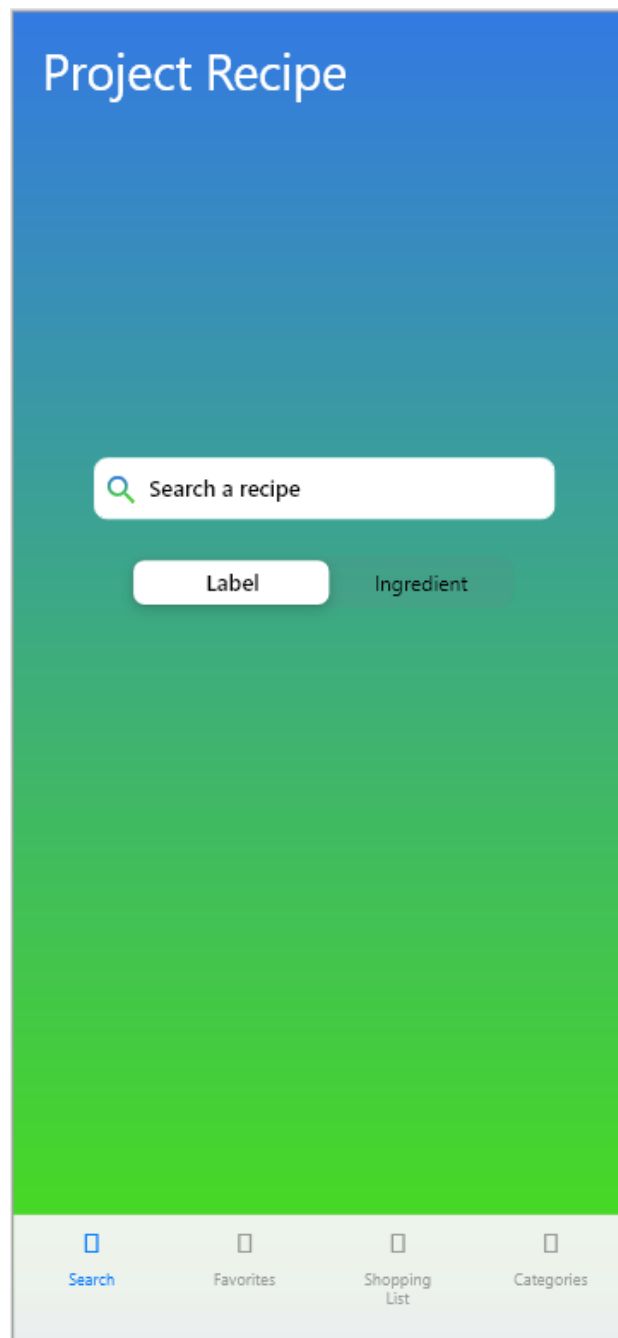 Project Recipe
Search a recipe
Label
Ingredient
Search
Favorites
Shopping
List
Categories